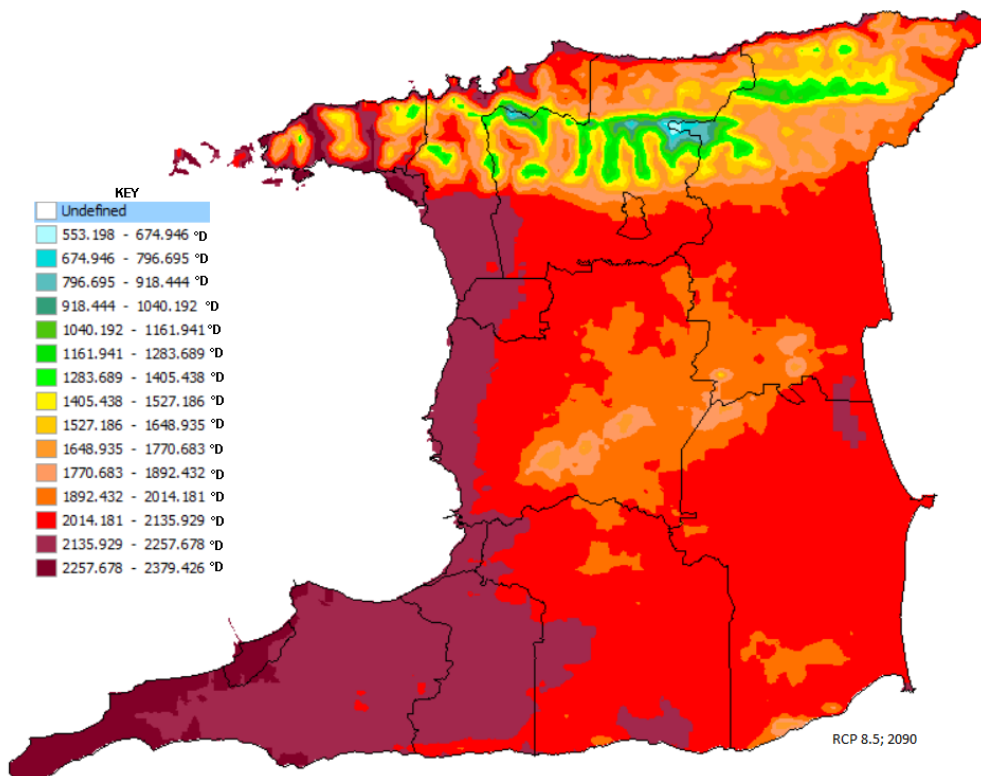 KEY
Undefined
553.198 - 674.946 °D
674.946 - 796.695 °D
796.695 - 918.444 °D
918.444 - 1040.192 °D
1040.192 - 1161.941 °D
1161.941 - 1283.689 °D
1283.689 - 1405.438 °D
1405.438 - 1527.186 °D
1527.186 - 1648.935 °D
1648.935 - 1770.683 °D
1770.683 - 1892.432 °D
1892.432 - 2014.181 °D
2014.181 - 2135.929 °D
2135.929 - 2257.678 °D
2257.678 - 2379.426 °D
RCP 8.5; 2090